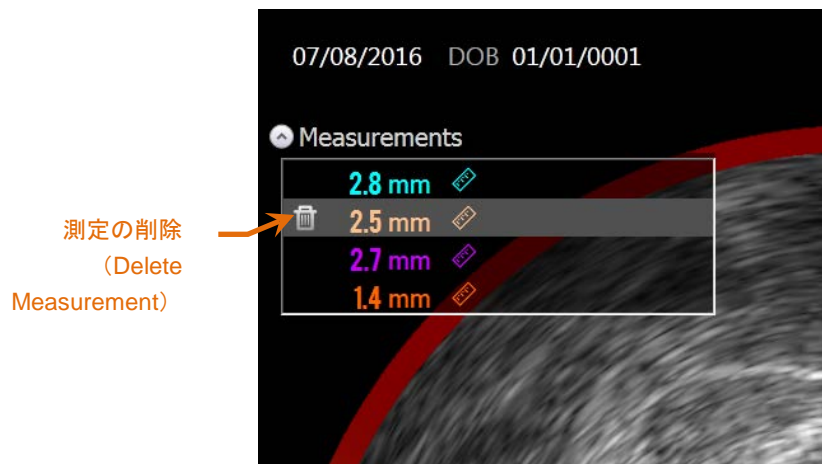 07/08/2016 DOB 01/01/0001
Measurements
2.8 mm
2.5 mm
2.7 mm
1.4 mm
測定の削除
（Delete
Measurement）